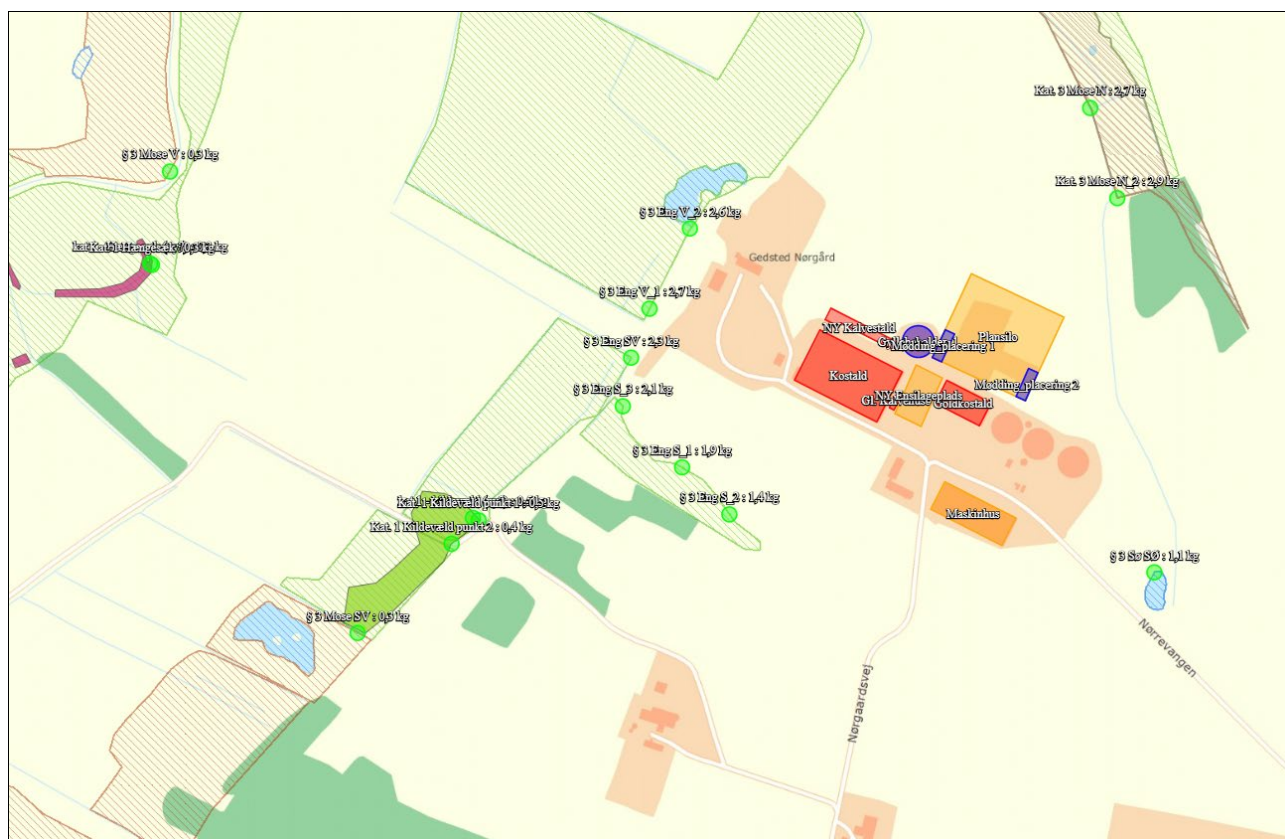 Kat. 3 Mose N : 2,7 kg
§ 3 Mose V : 0,3 kg
Kat. 3 Mose N_2 : 2,9 kg
§ 3 Eng V_2 : 2,6 kg
Gedsted Nørgård
§ 3 Eng V_1 : 2,7 kg
NY Kalvestald
Plansilo
Mødding_placering 1
§ 3 Eng SV : 2,3 kg
Kostald
Mødding_placering 2
NY Ensilageplads
Goldkostald
§ 3 Eng S_3 : 2,1 kg
§ 3 Eng S_1 : 1,9 kg
§ 3 Eng S_2 : 1,4 kg
Kat. 1 Kildevæld punkt 2 : 0,4 kg
Maskinhus
§ 3 Sø SØ : 1,1 kg
§ 3 Mose SV : 0,3 kg
Nørrevangen
Nørgaardsvej